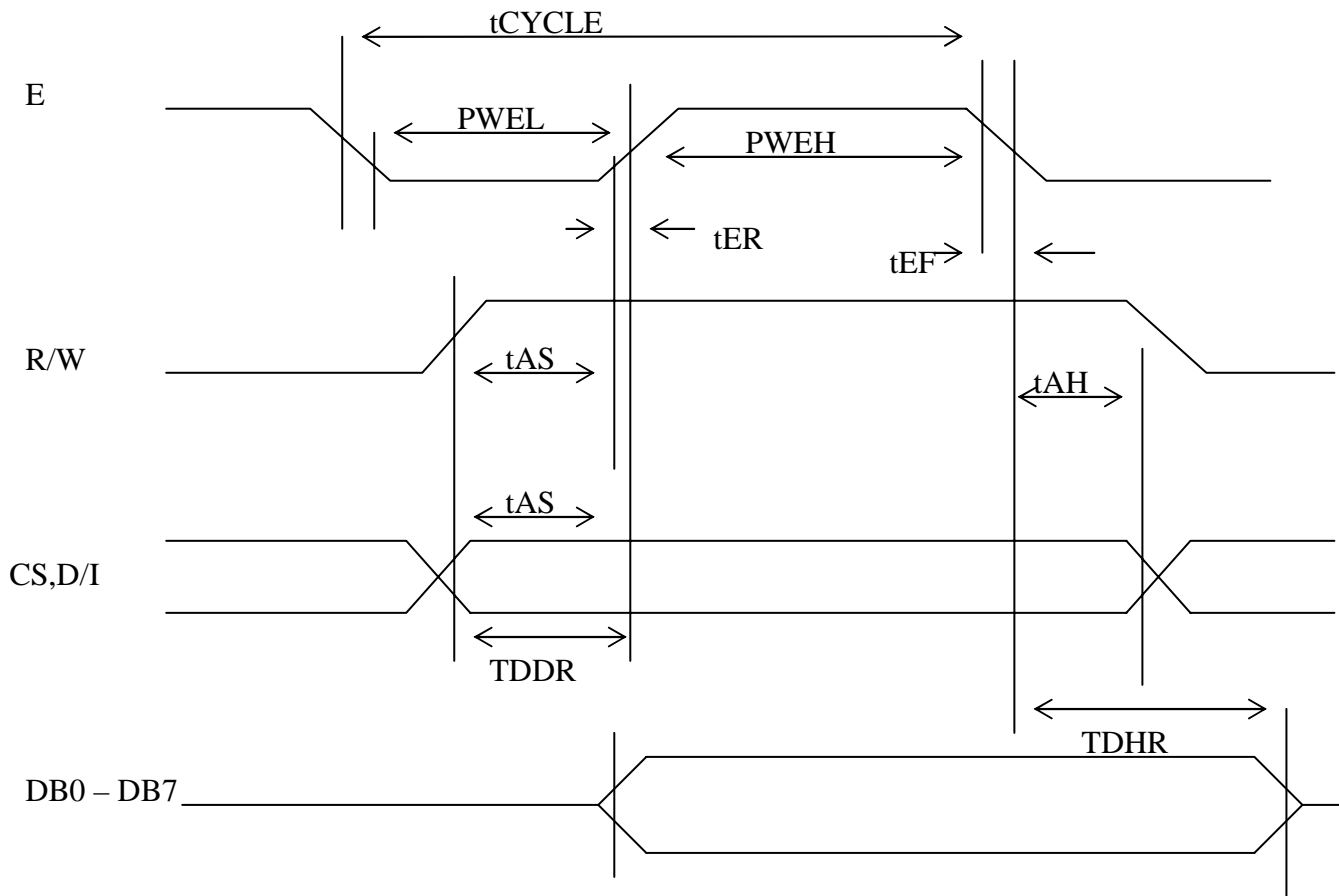 tCYCLE
E
PWEL
PWEH
tER
tEF
R/W
tAS
tAH
tAS
CS,D/I
TDDR
TDHR
DB0 – DB7